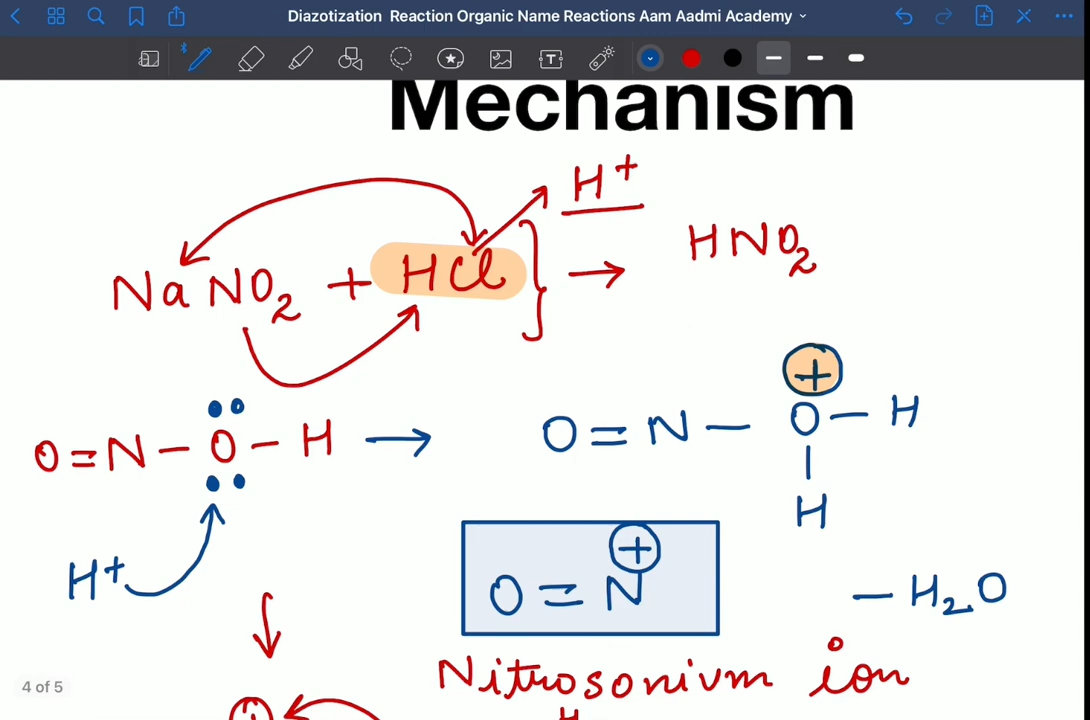 Diazotization Reaction Organic Name Reactions Aam Aadmi Academy
Mechanism
H+
NaNO2 + HCl } → HNO2
O=N-O-H → O=N-O-H
+
H
H+
O=N
+
-H2O
Nitrosonium ion
4 of 5
H